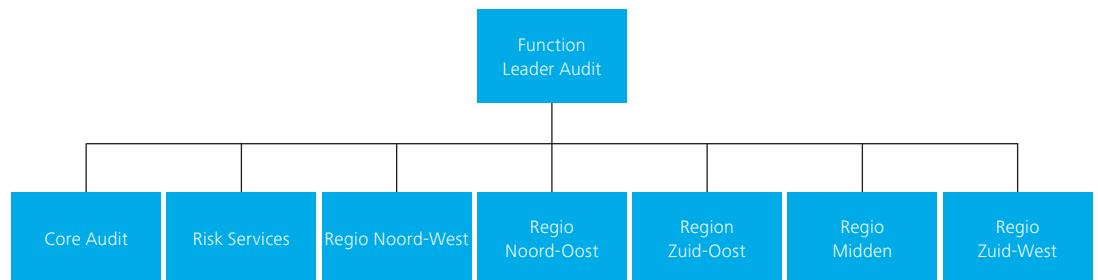 Function
Leader Audit
Core Audit
Risk Services
Regio Noord-West
Regio
Noord-Oost
Region
Zuid-Oost
Regio
Midden
Regio
Zuid-West